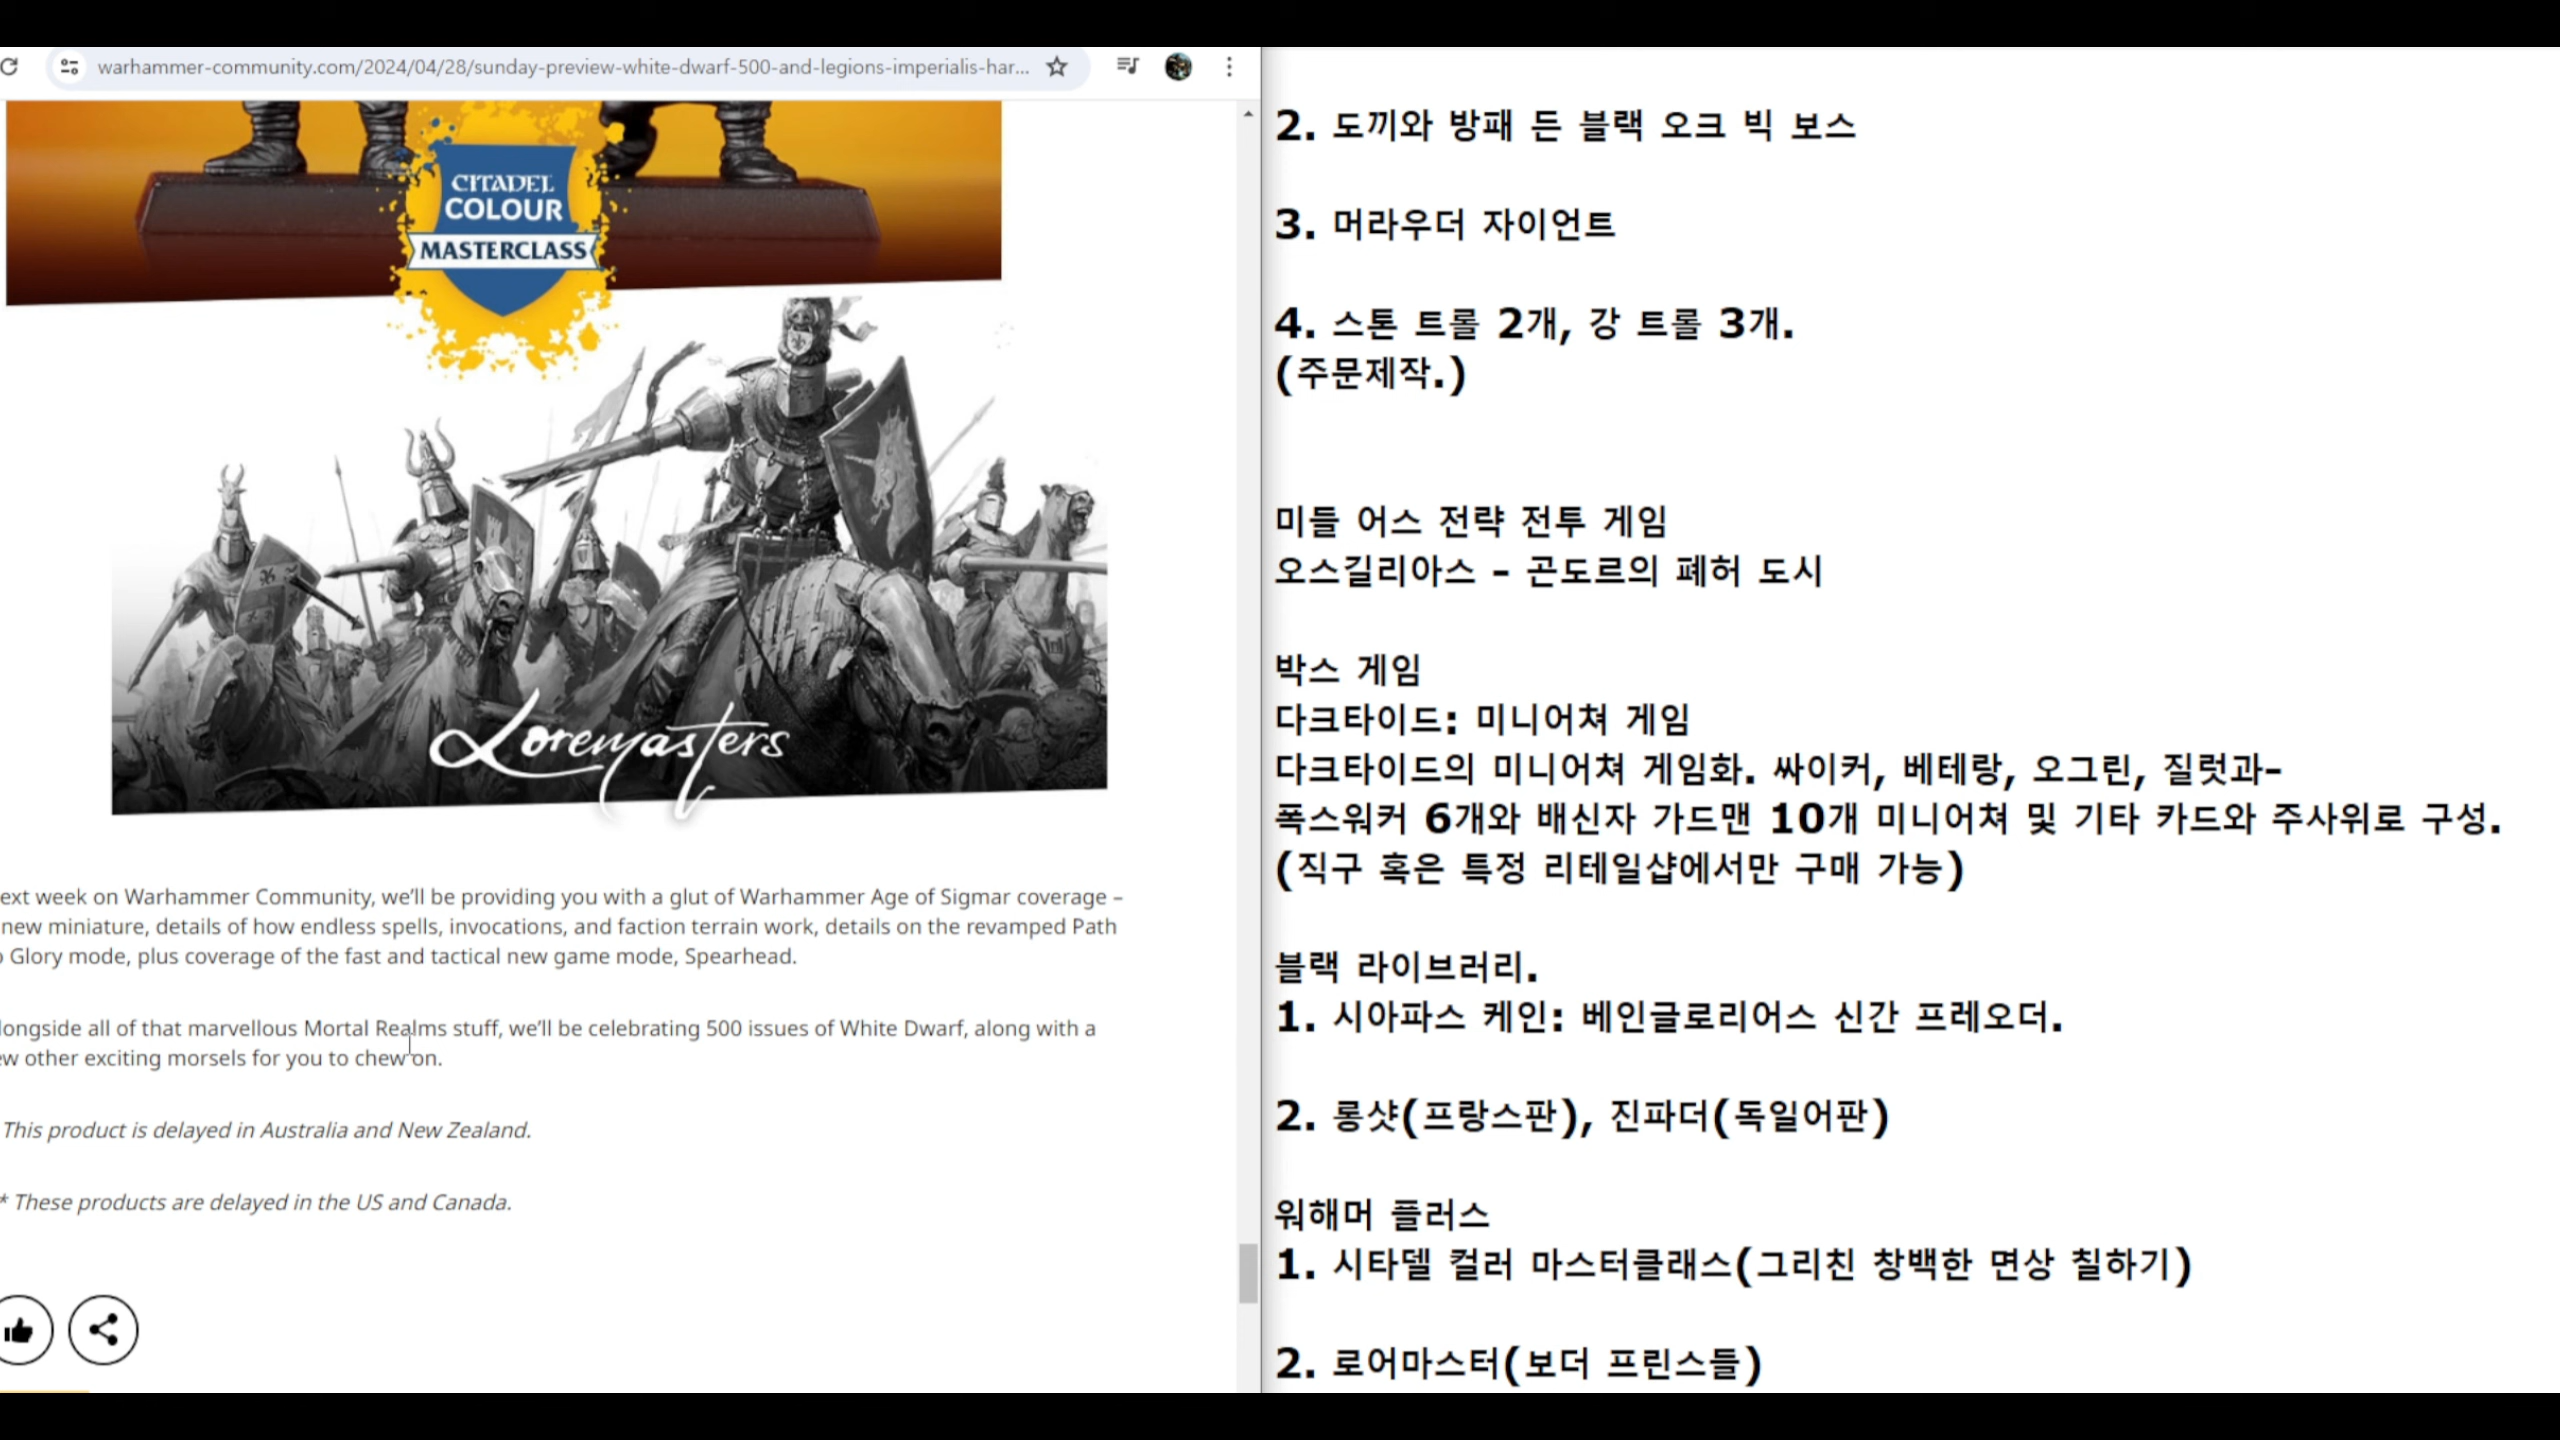 warhammer-community.com/2024/04/28/sunday-preview-white-dwarf-500-and-legions-imperialis-har...
CITADEL
COLOUR
MASTERCLASS
Loremasters
ext week on Warhammer Community, we'll be providing you with a glut of Warhammer Age of Sigmar coverage –
new miniature, details of how endless spells, invocations, and faction terrain work, details on the revamped Path
o Glory mode, plus coverage of the fast and tactical new game mode, Spearhead.
longside all of that marvellous Mortal Realms stuff, we'll be celebrating 500 issues of White Dwarf, along with a
ew other exciting morsels for you to chew on.
This product is delayed in Australia and New Zealand.
* These products are delayed in the US and Canada.
2. 도끼와 방패 든 블랙 오크 빅 보스
3. 머라우더 자이언트
4. 스톤 트롤 2개, 강 트롤 3개.
(주문제작.)
미들 어스 전략 전투 게임
오스길리아스 - 곤도르의 폐허 도시
박스 게임
다크타이드: 미니어쳐 게임
다크타이드의 미니어쳐 게임화. 싸이커, 베테랑, 오그린, 질럿과-
폭스워커 6개와 배신자 가드맨 10개 미니어쳐 및 기타 카드와 주사위로 구성.
(직구 혹은 특정 리테일샵에서만 구매 가능)
블랙 라이브러리.
1. 시아파스 케인: 베인글로리어스 신간 프레오더.
2. 롱샷(프랑스판), 진파더(독일어판)
워해머 플러스
1. 시타델 컬러 마스터클래스(그리친 창백한 면상 칠하기)
2. 로어마스터(보더 프린스들)